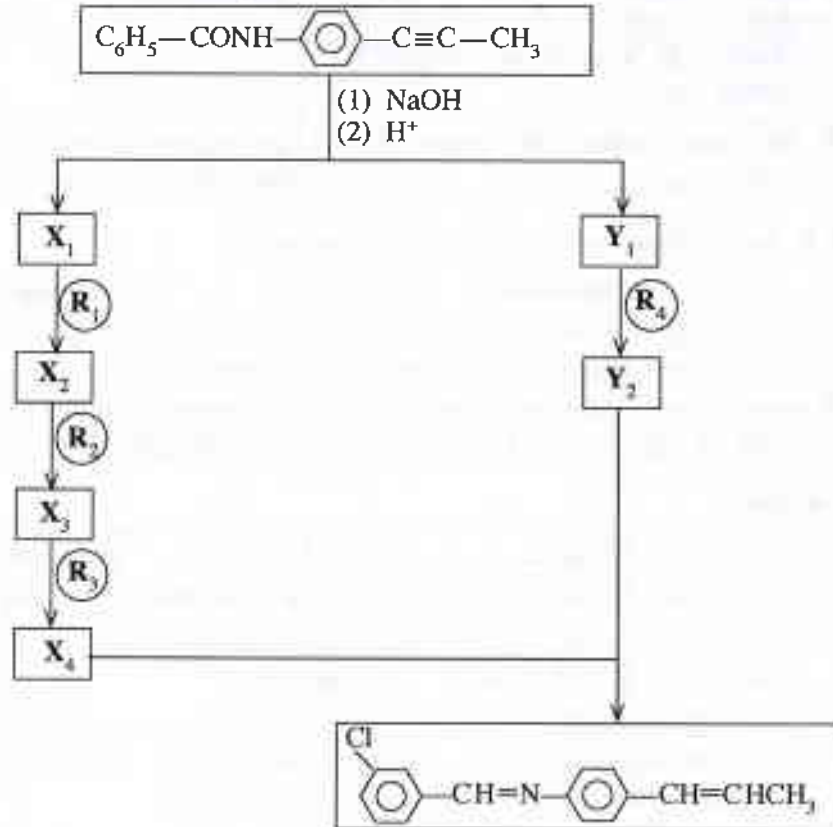 C₆H₅—CONH— —C≡C—CH₃
(1) NaOH
(2) H⁺
X₁ Y₁
R₁ R₄
X₂ Y₂
R₂
X₃
R₃
X₄
Cl
—CH=N— —CH=CHCH₃